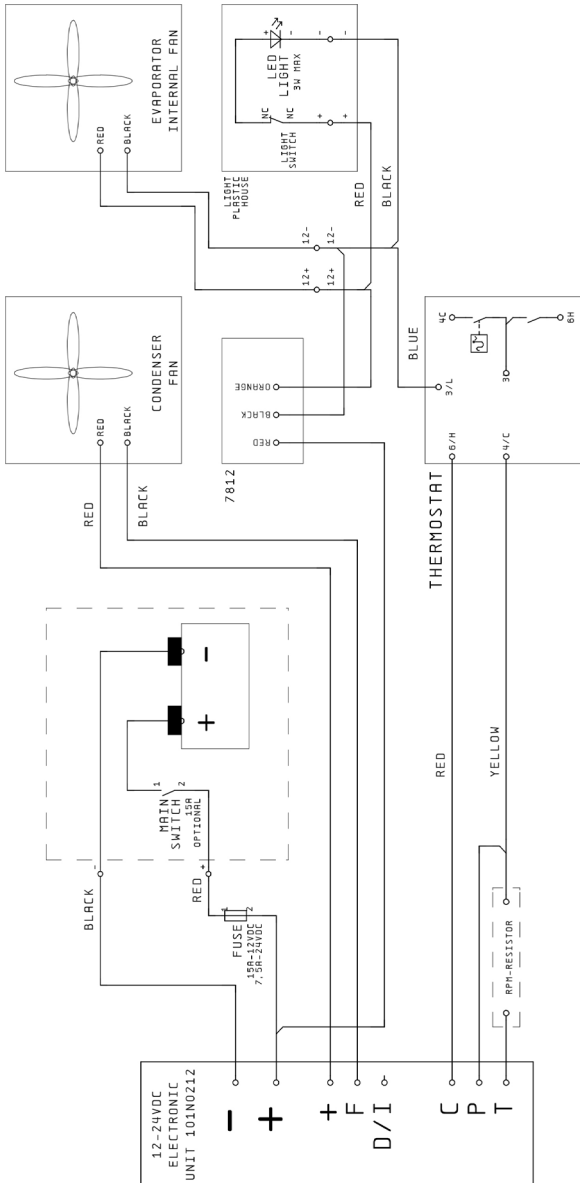 EVAPORATOR
INTERNAL FAN
RED
BLACK
+
-
-
-
LED
LIGHT
3W MAX
NC
NC
+
+
LIGHT
SWITCH
LIGHT
PLASTIC
HOUSE
RED
BLACK
12-
12-
12+
12+
CONDENSER
FAN
RED
BLACK
RED
BLACK
ORANGE
BLACK
RED
7812
BLUE
4C
3
6H
3/L
6/H
4/C
THERMOSTAT
-
+
1
2
MAIN
SWITCH
15A
OPTIONAL
-
+
BLACK
RED
1
2
FUSE
15A-12VDC
7.5A-24VDC
RED
YELLOW
RPM-RESISTOR
12-24VDC
ELECTRONIC
UNIT 101N0212
-
+
+
F
D/I
C
P
T